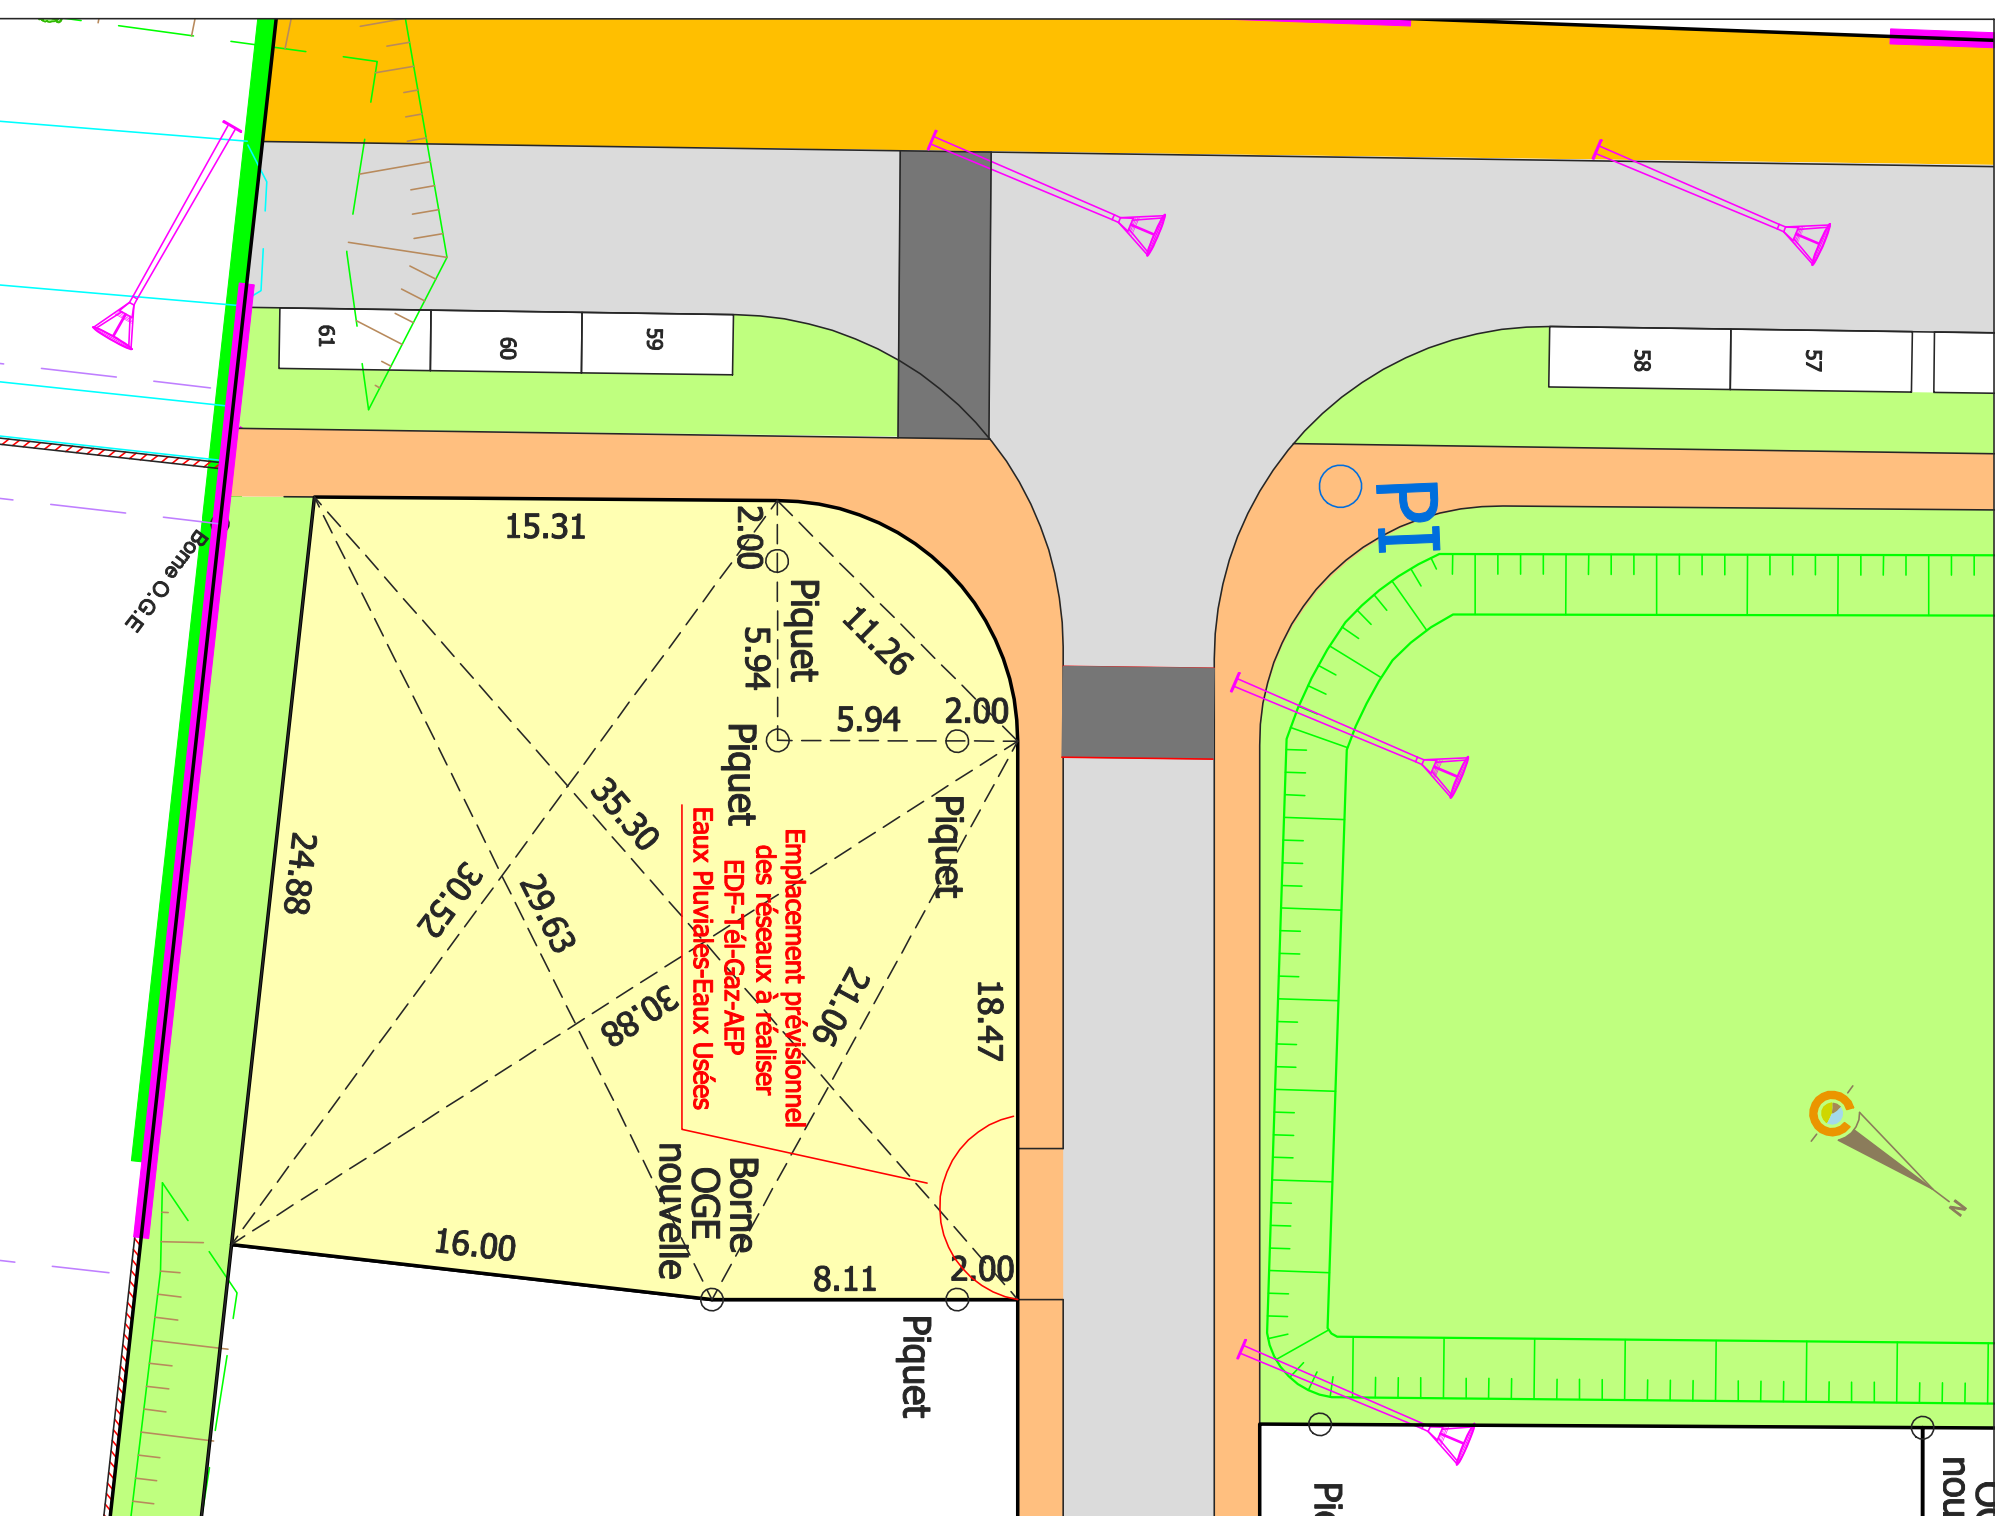 61
60
59
58
57
PI
Borne O.G.E
15.31
2.00
Piquet
5.94
11.26
5.94
2.00
Piquet
Piquet
35.30
24.88
30.52
29.63
30.88
21.06
18.47
Emplacement prévisionnel
des réseaux à réaliser
EDF-Tél-Gaz-AEP
Eaux Pluviales-Eaux Usées
Borne
OGE
nouvelle
16.00
8.11
2.00
Piquet
N